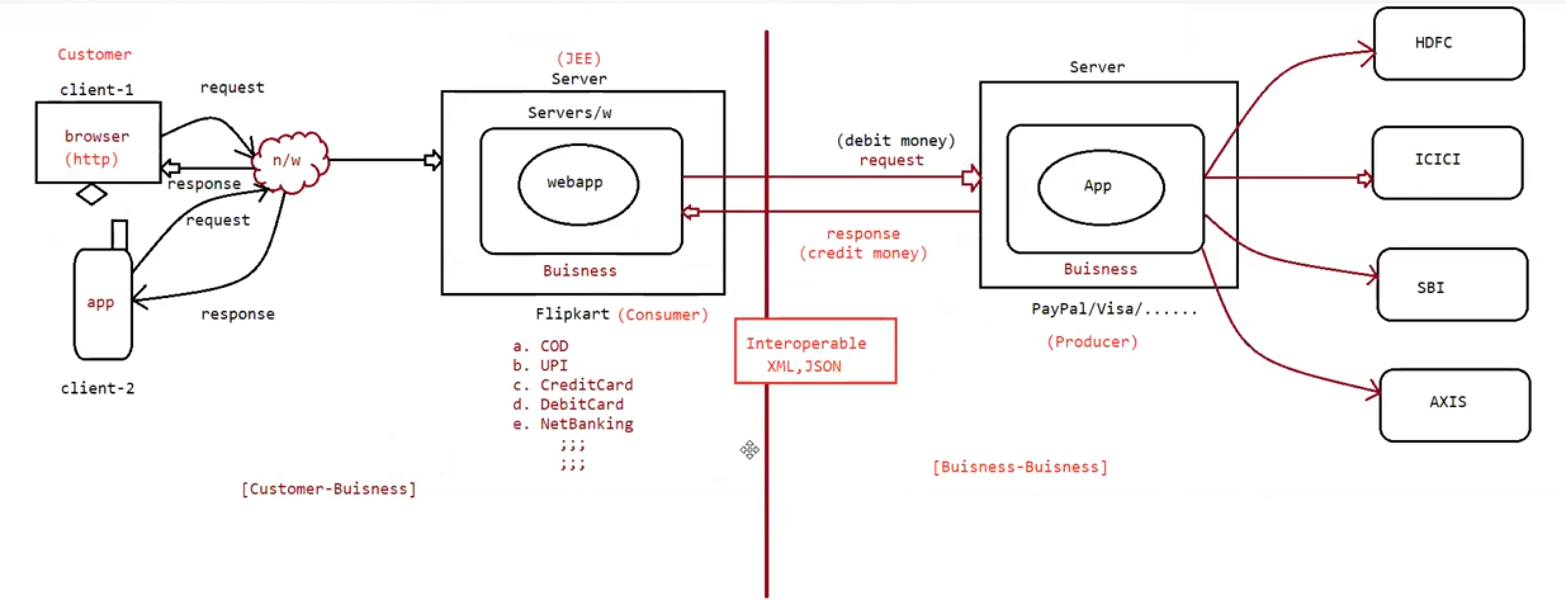 Customer
client-1
browser
(http)
request
n/w
response
request
app
response
client-2
(JEE)
Server
Servers/w
webapp
Buisness
Flipkart (Consumer)
a. COD
b. UPI
c. CreditCard
d. DebitCard
e. NetBanking
;;;
;;;
[Customer-Buisness]
(debit money)
request
response
(credit money)
Interoperable
XML,JSON
Server
App
Buisness
PayPal/Visa/......
(Producer)
[Buisness-Buisness]
HDFC
ICICI
SBI
AXIS